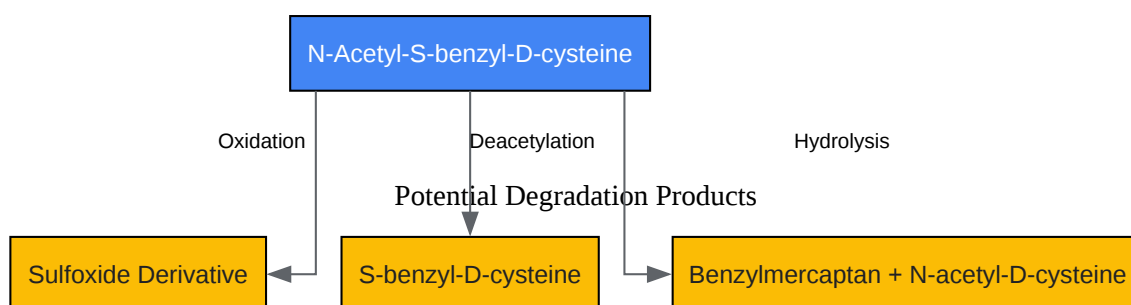 N-Acetyl-S-benzyl-D-cysteine
Oxidation
Deacetylation
Hydrolysis
Potential Degradation Products
Sulfoxide Derivative
S-benzyl-D-cysteine
Benzylmercaptan + N-acetyl-D-cysteine